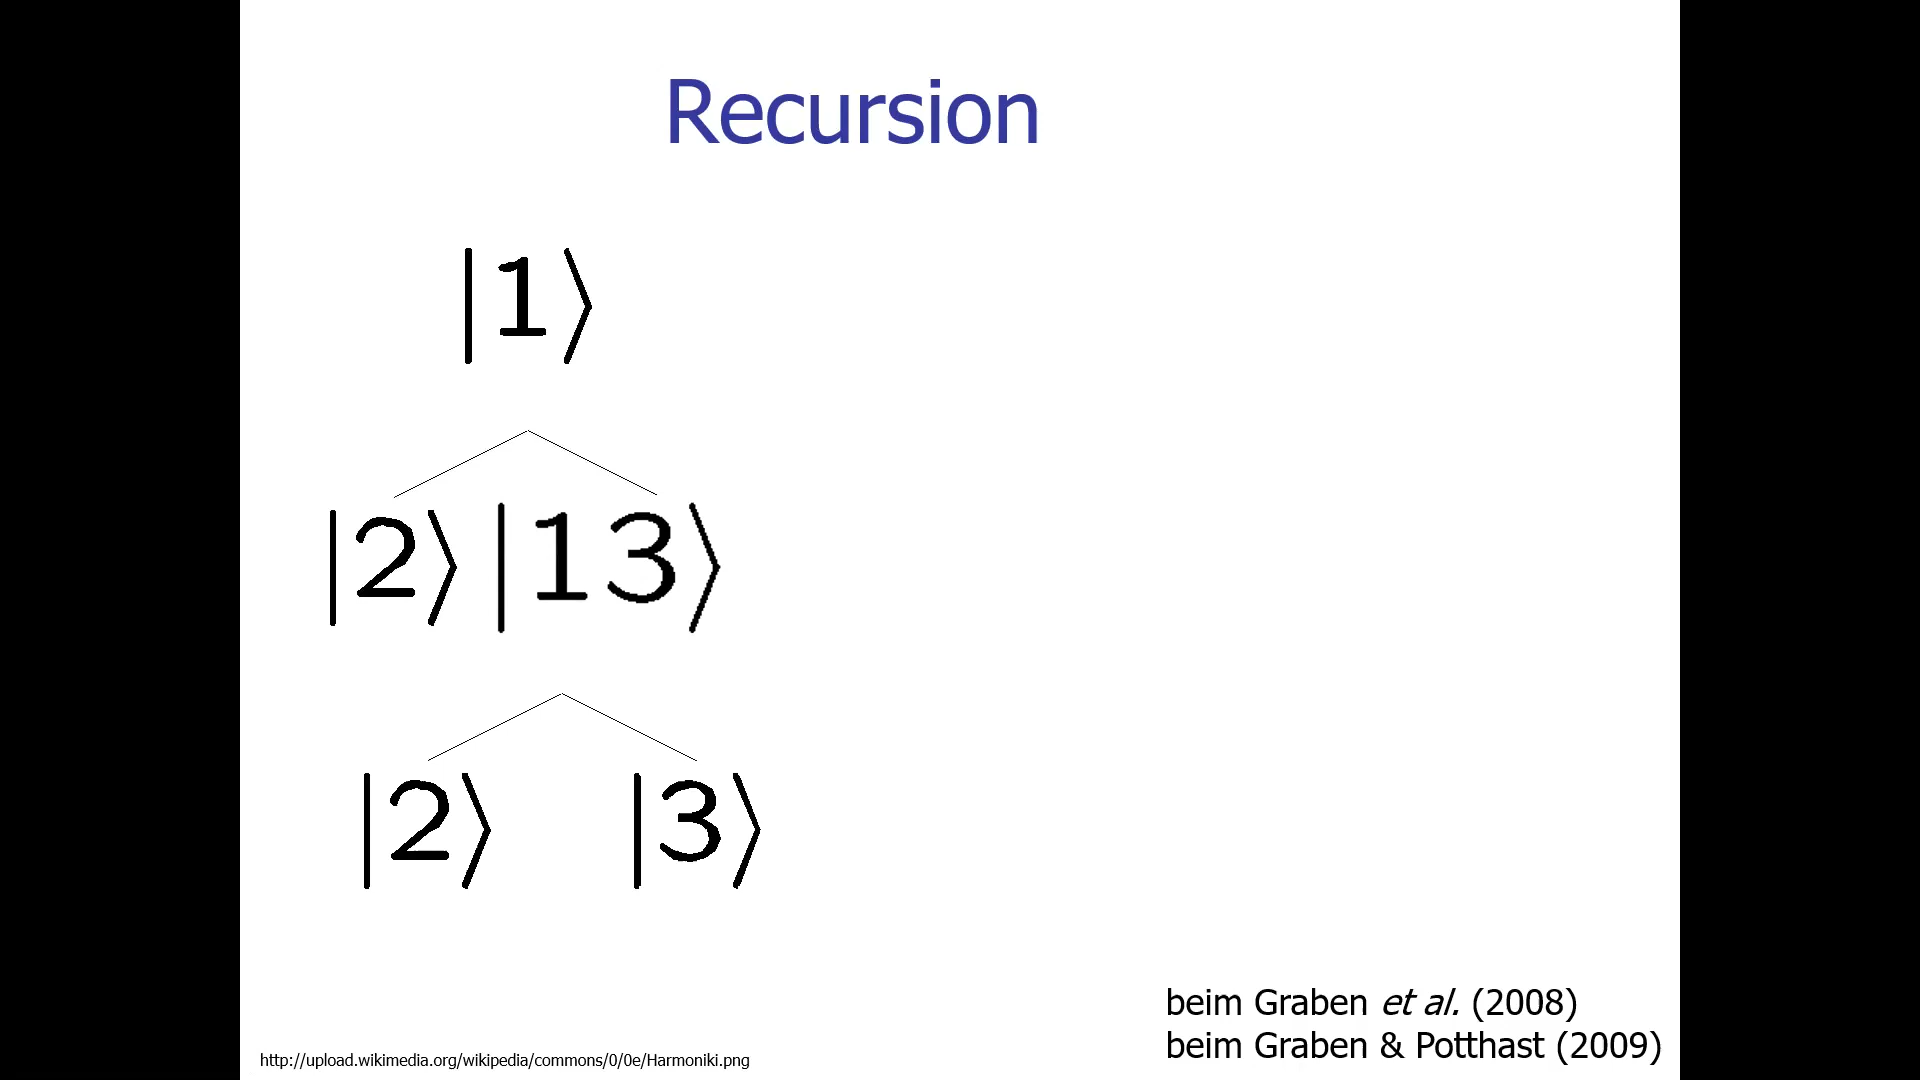 Recursion
|1⟩
|2⟩ |13⟩
|2⟩ |3⟩
beim Graben et al. (2008)
beim Graben & Potthast (2009)
http://upload.wikimedia.org/wikipedia/commons/0/0e/Harmoniki.png